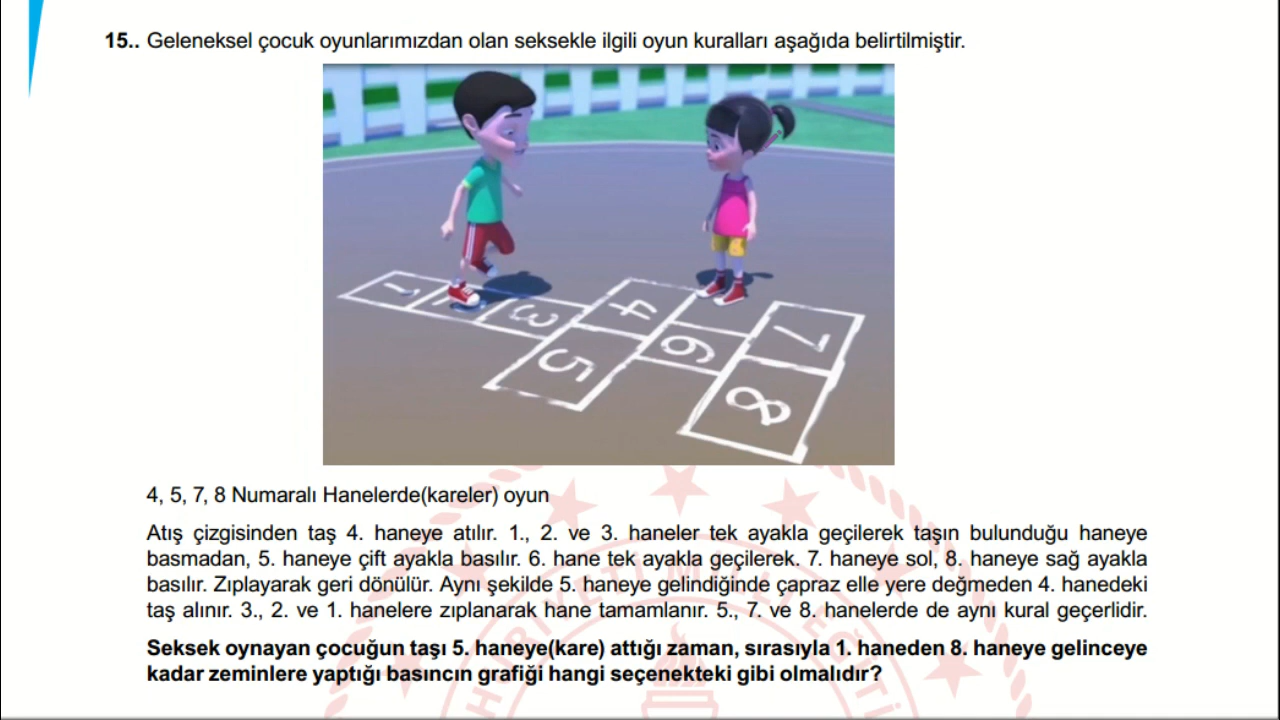 15.. Geleneksel çocuk oyunlarımızdan olan seksekle ilgili oyun kuralları aşağıda belirtilmiştir.
1
3
4
5
6
7
8
4, 5, 7, 8 Numaralı Hanelerde(kareler) oyun
Atış çizgisinden taş 4. haneye atılır. 1., 2. ve 3. haneler tek ayakla geçilerek taşın bulunduğu haneye
basmadan, 5. haneye çift ayakla basılır. 6. hane tek ayakla geçilerek. 7. haneye sol, 8. haneye sağ ayakla
basılır. Zıplayarak geri dönülür. Aynı şekilde 5. haneye gelindiğinde çapraz elle yere değmeden 4. hanedeki
taş alınır. 3., 2. ve 1. hanelere zıplanarak hane tamamlanır. 5., 7. ve 8. hanelerde de aynı kural geçerlidir.
Seksek oynayan çocuğun taşı 5. haneye(kare) attığı zaman, sırasıyla 1. haneden 8. haneye gelinceye
kadar zeminlere yaptığı basıncın grafiği hangi seçenekteki gibi olmalıdır?